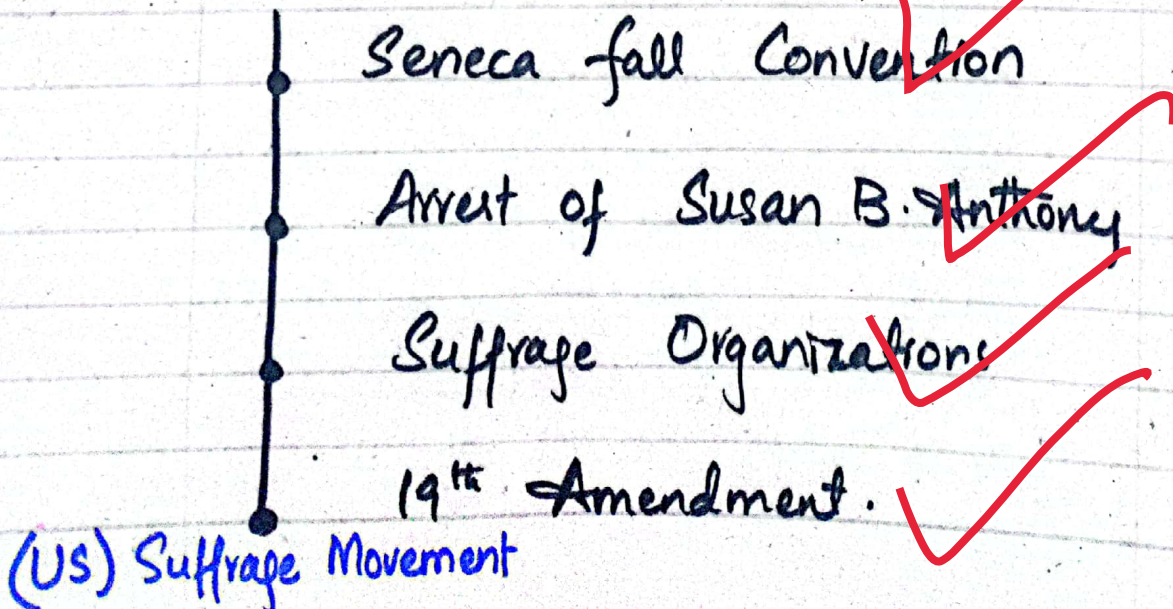 Seneca fall Convention
Arrest of Susan B. Anthony
Suffrage Organizations
19th Amendment.
(US) Suffrage Movement